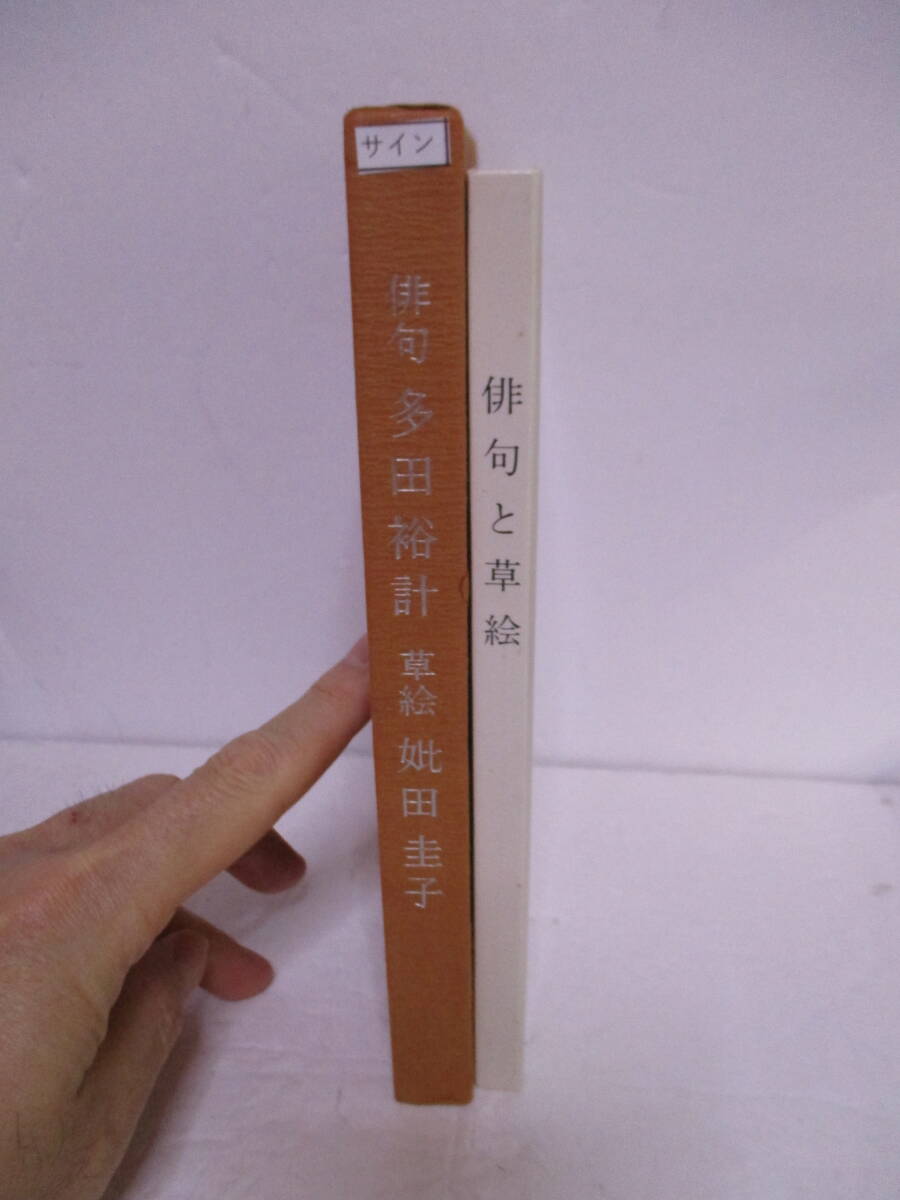 サイン
俳句 多田裕計 草絵 妣田圭子
俳句と草絵